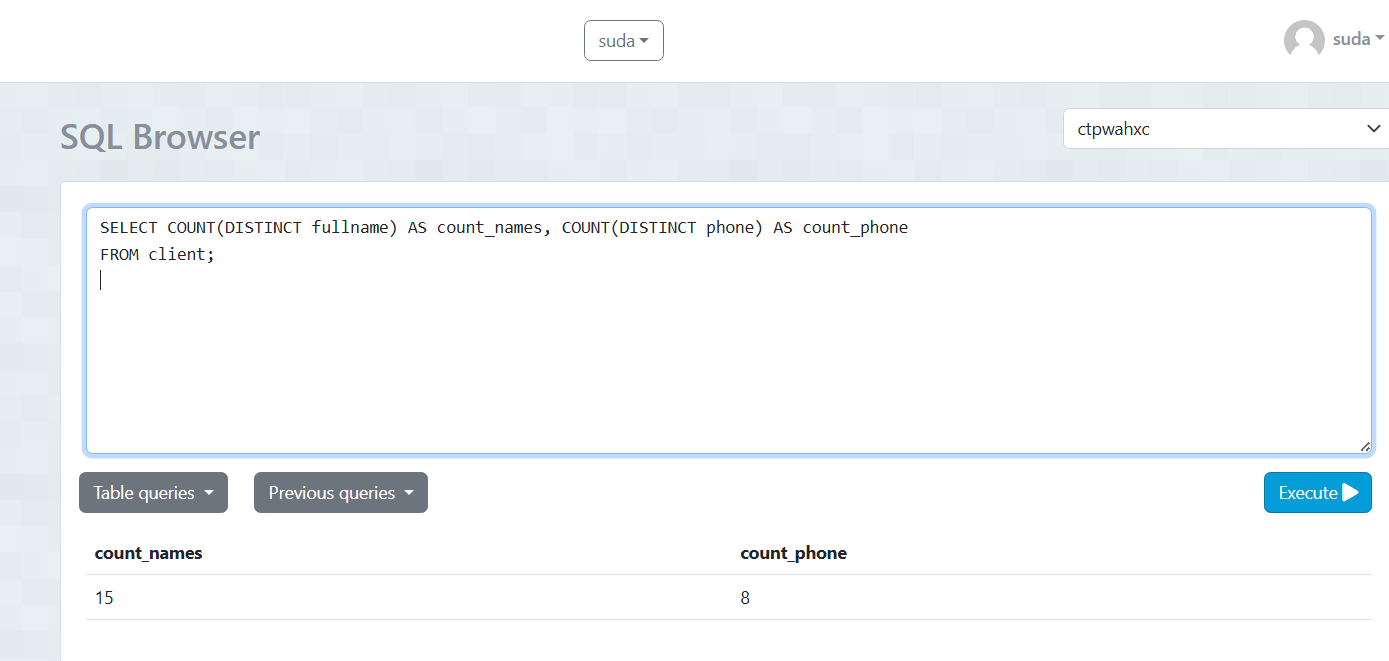 suda
suda
SQL Browser
ctpwahxc
SELECT COUNT(DISTINCT fullname) AS count_names, COUNT(DISTINCT phone) AS count_phone
FROM client;
Table queries
Previous queries
Execute
count_names count_phone
15 8